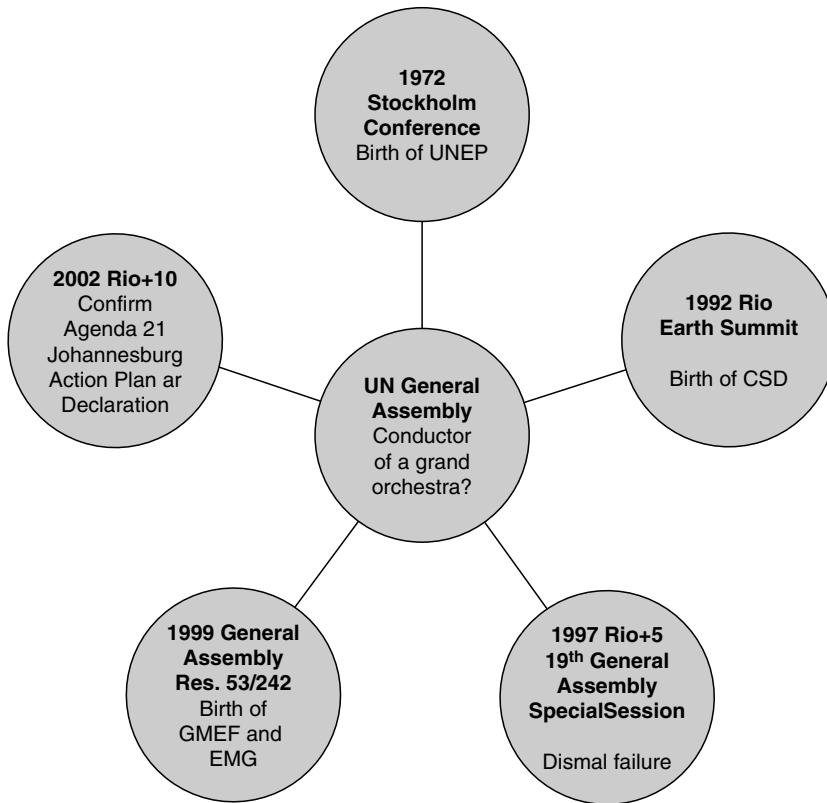 1972
Stockholm
Conference
Birth of UNEP
1992 Rio
Earth Summit
Birth of CSD
1997 Rio+5
19th General
Assembly
SpecialSession
Dismal failure
1999 General
Assembly
Res. 53/242
Birth of
GMEF and
EMG
2002 Rio+10
Confirm
Agenda 21
Johannesburg
Action Plan ar
Declaration
UN General
Assembly
Conductor
of a grand
orchestra?